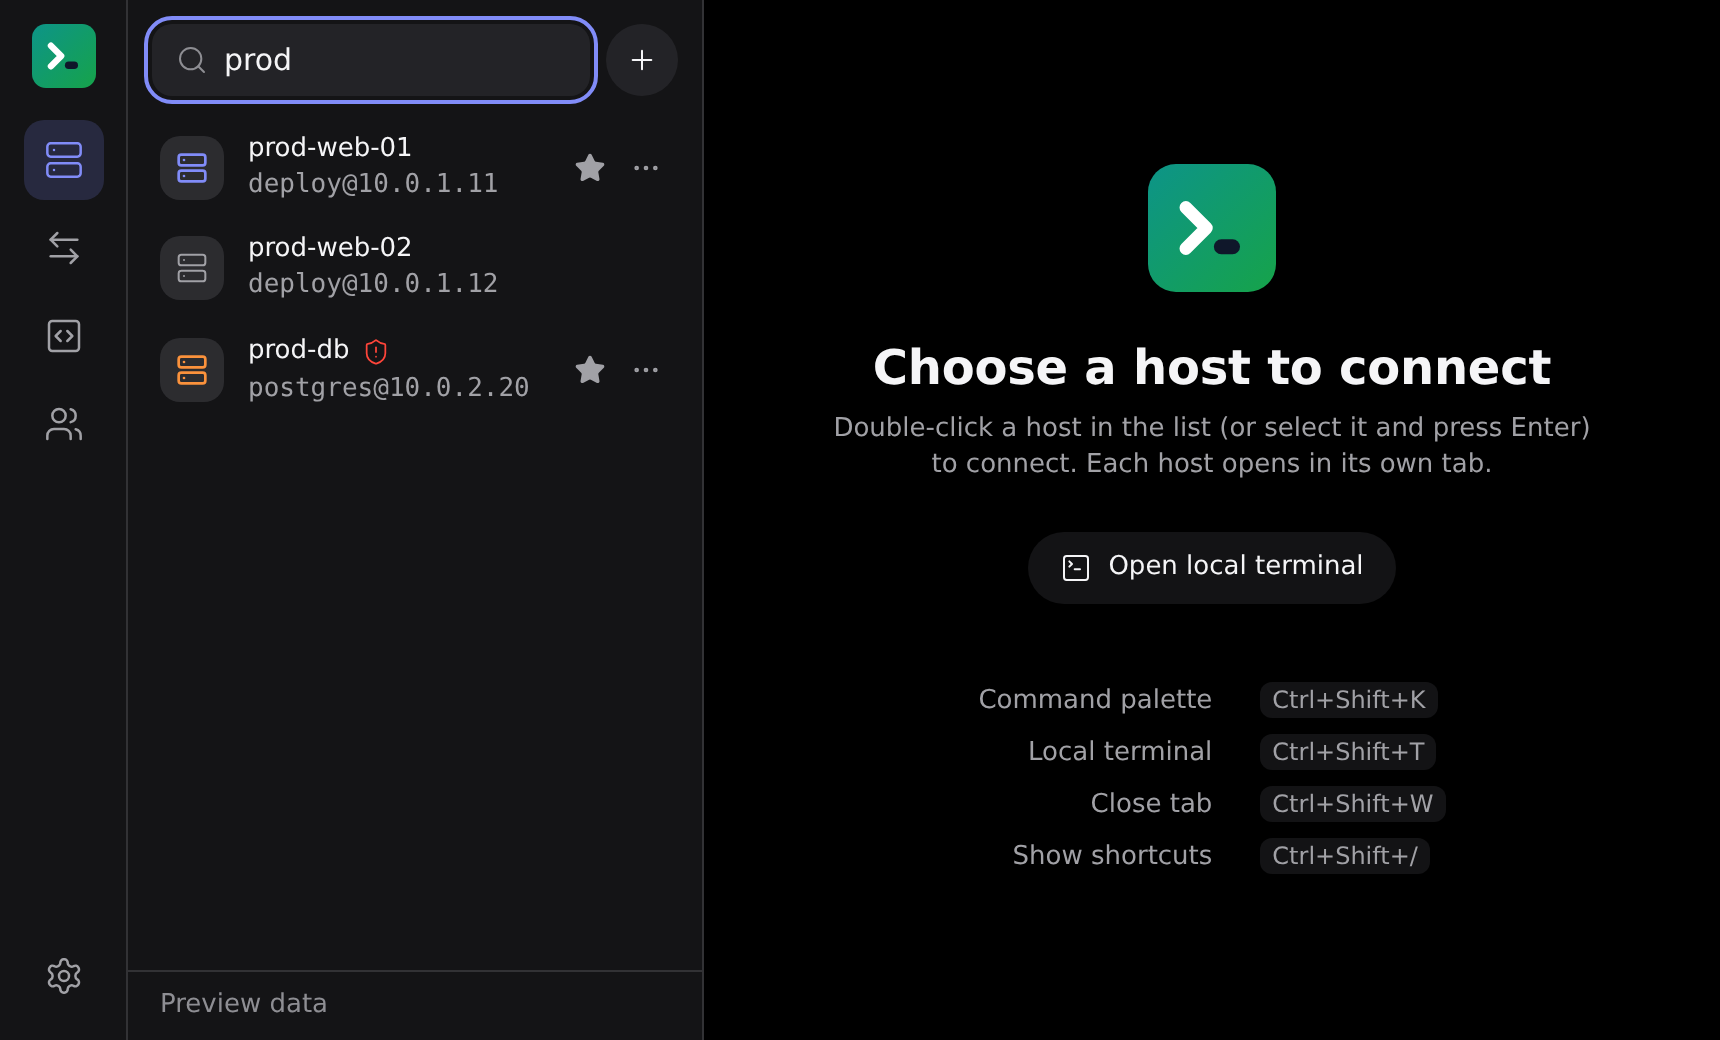 prod
prod-web-01
deploy@10.0.1.11
prod-web-02
deploy@10.0.1.12
prod-db
postgres@10.0.2.20
Preview data
Choose a host to connect
Double-click a host in the list (or select it and press Enter)
to connect. Each host opens in its own tab.
Open local terminal
Command palette Ctrl+Shift+K
Local terminal Ctrl+Shift+T
Close tab Ctrl+Shift+W
Show shortcuts Ctrl+Shift+/